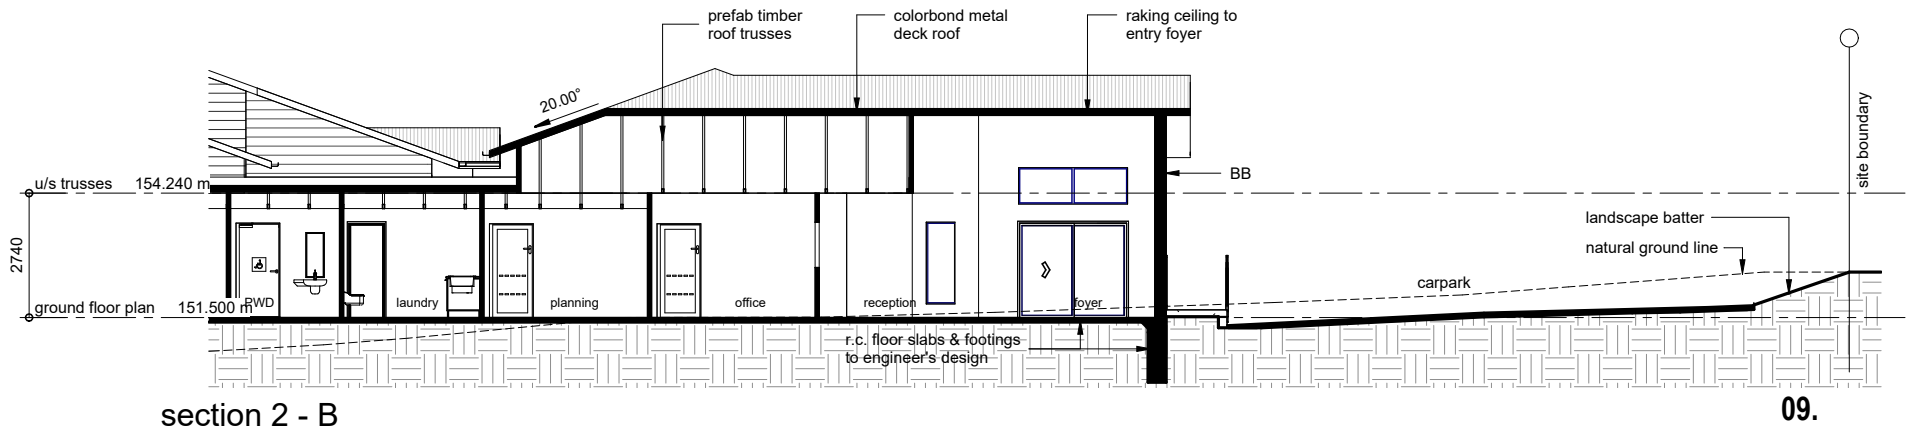 prefab timber
roof trusses
colorbond metal
deck roof
raking ceiling to
entry foyer
20.00°
site boundary
u/s trusses 154.240 m
BB
landscape batter
2740
natural ground line
carpark
ground floor plan 151.500 m
PWD
laundry
planning
office
reception
foyer
r.c. floor slabs & footings
to engineer's design
section 2 - B
09.